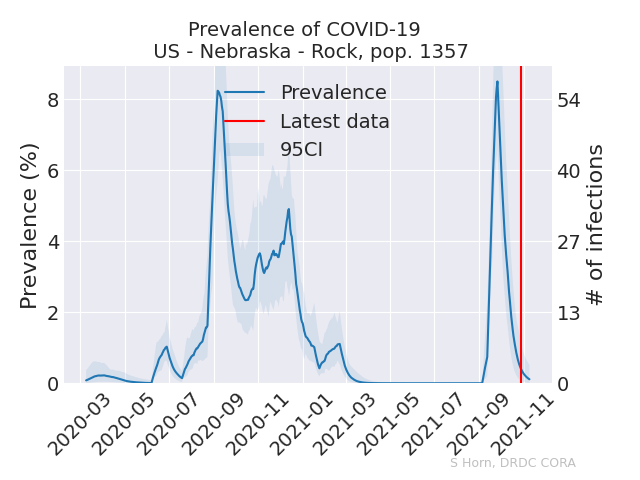 Prevalence of COVID-19
US - Nebraska - Rock, pop. 1357
Prevalence
Latest data
95CI
Prevalence (%)
8
6
4
2
0
54
40
27
13
0
# of infections
2020-03
2020-05
2020-07
2020-09
2020-11
2021-01
2021-03
2021-05
2021-07
2021-09
2021-11
S Horn, DRDC CORA